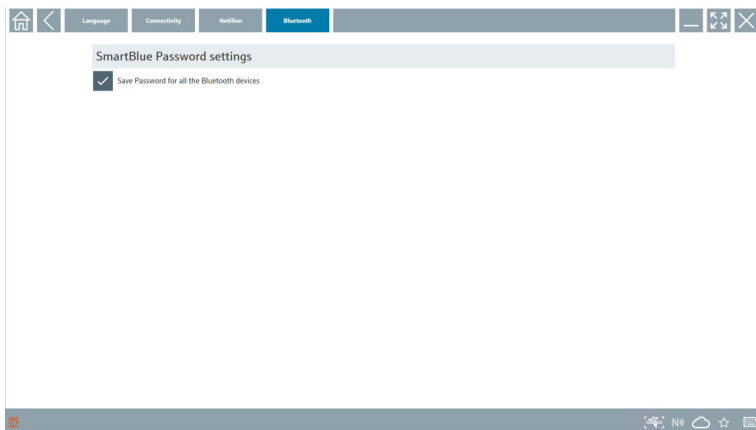 Language Connectivity Netilion Bluetooth
SmartBlue Password settings
Save Password for all the Bluetooth devices